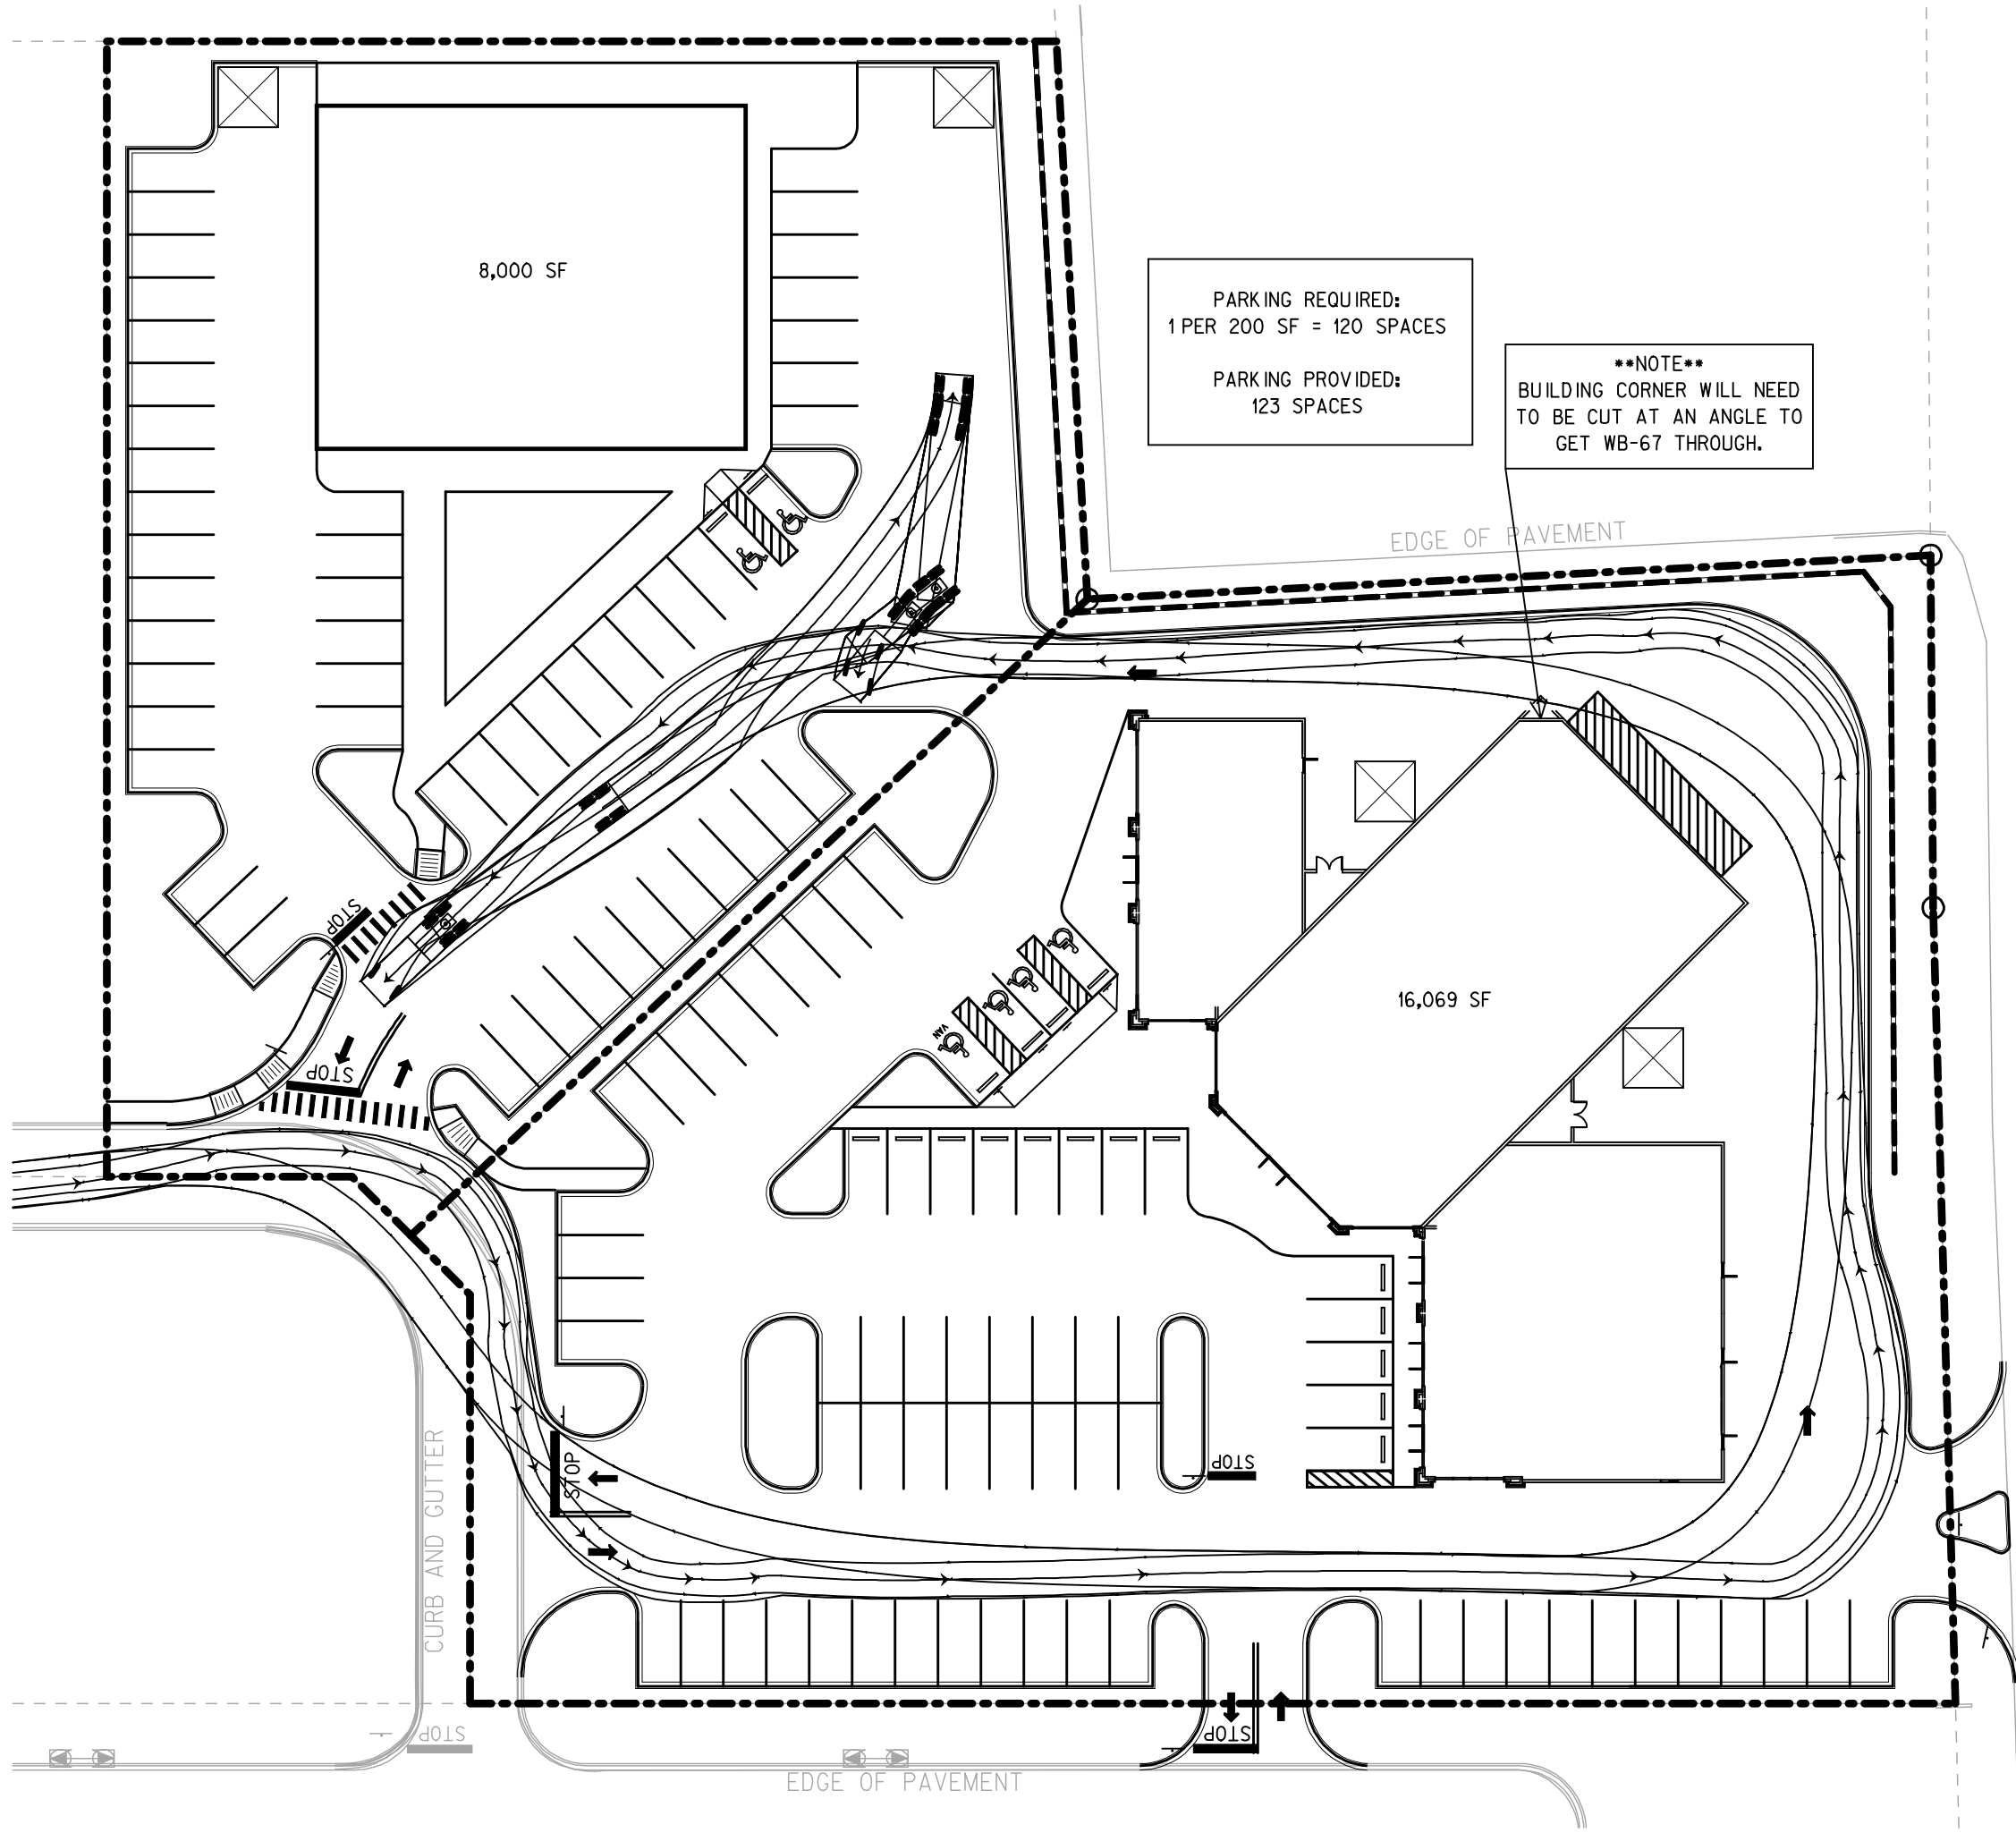 8,000 SF
PARKING REQUIRED:
1 PER 200 SF = 120 SPACES
PARKING PROVIDED:
123 SPACES
**NOTE**
BUILDING CORNER WILL NEED
TO BE CUT AT AN ANGLE TO
GET WB-67 THROUGH.
EDGE OF PAVEMENT
STOP
16,069 SF
VAN
STOP
CURB AND GUTTER
STOP
STOP
STOP
STOP
EDGE OF PAVEMENT